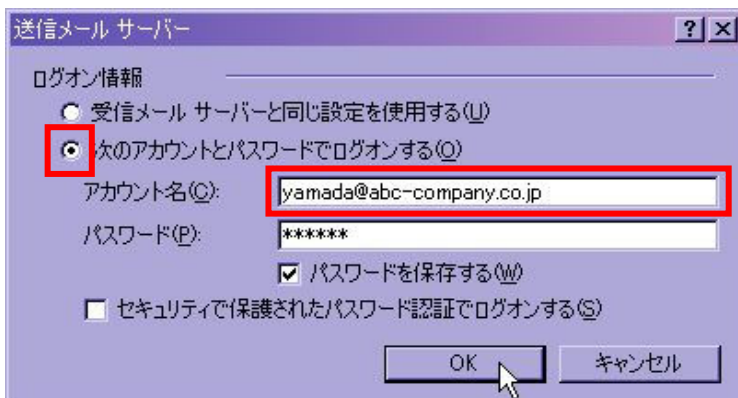 送信メール サーバー
ログオン情報
受信メール サーバーと同じ設定を使用する(U)
次のアカウントとパスワードでログオンする(O)
アカウント名(C): yamada@abc-company.co.jp
パスワード(P): ******
パスワードを保存する(W)
セキュリティで保護されたパスワード認証でログオンする(S)
OK キャンセル